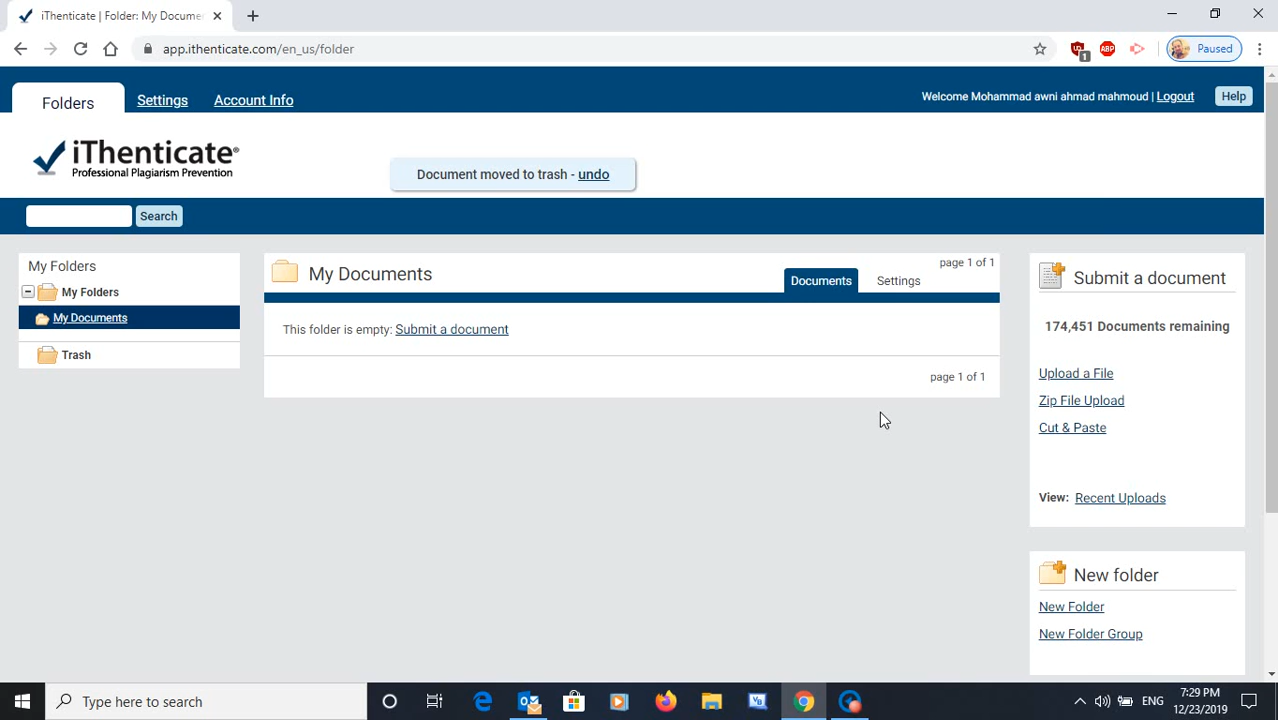 iThenticate | Folder: My Docume
app.ithenticate.com/en_us/folder
1
ABP
Paused
Folders
Settings
Account Info
Welcome Mohammad awni ahmad mahmoud | Logout
Help
iThenticate®
Professional Plagiarism Prevention
Document moved to trash - undo
Search
My Folders
My Folders
My Documents
Trash
My Documents
page 1 of 1
Documents
Settings
This folder is empty: Submit a document
page 1 of 1
Submit a document
174,451 Documents remaining
Upload a File
Zip File Upload
Cut & Paste
View: Recent Uploads
New folder
New Folder
New Folder Group
Type here to search
ENG
7:29 PM
12/23/2019